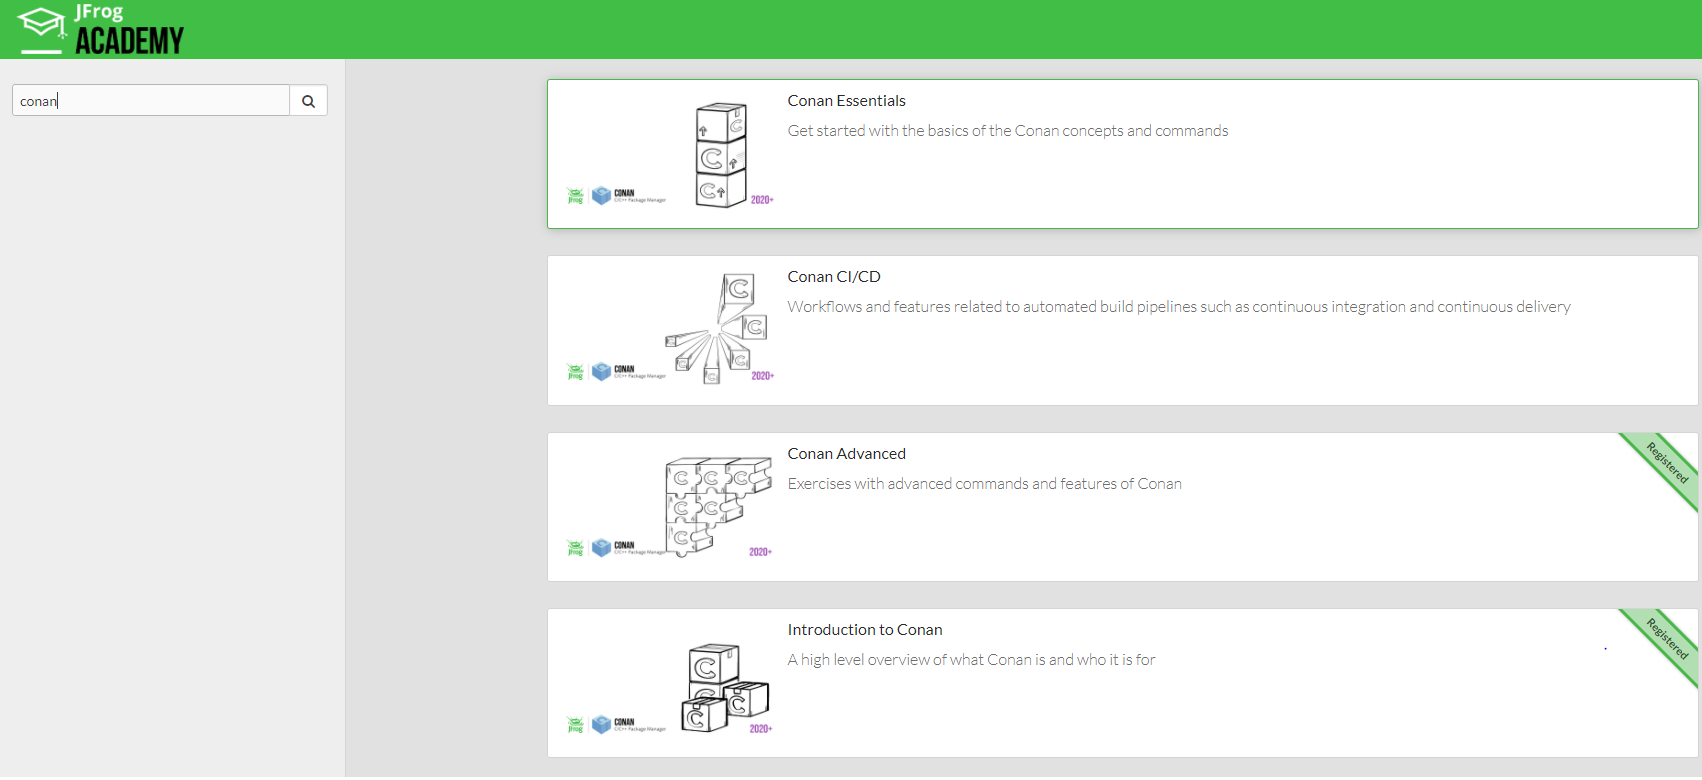 JFrog
ACADEMY
conan
Conan Essentials
Get started with the basics of the Conan concepts and commands
JFrog
CONAN
C/C++ Package Manager
C
C
C
2020+
Conan CI/CD
Workflows and features related to automated build pipelines such as continuous integration and continuous delivery
C
C
C
C
C
C
JFrog
CONAN
C/C++ Package Manager
2020+
Conan Advanced
Exercises with advanced commands and features of Conan
Registered
C C C
C C
C
JFrog
CONAN
C/C++ Package Manager
2020+
Introduction to Conan
A high level overview of what Conan is and who it is for
Registered
C
C
C
C
JFrog
CONAN
C/C++ Package Manager
2020+